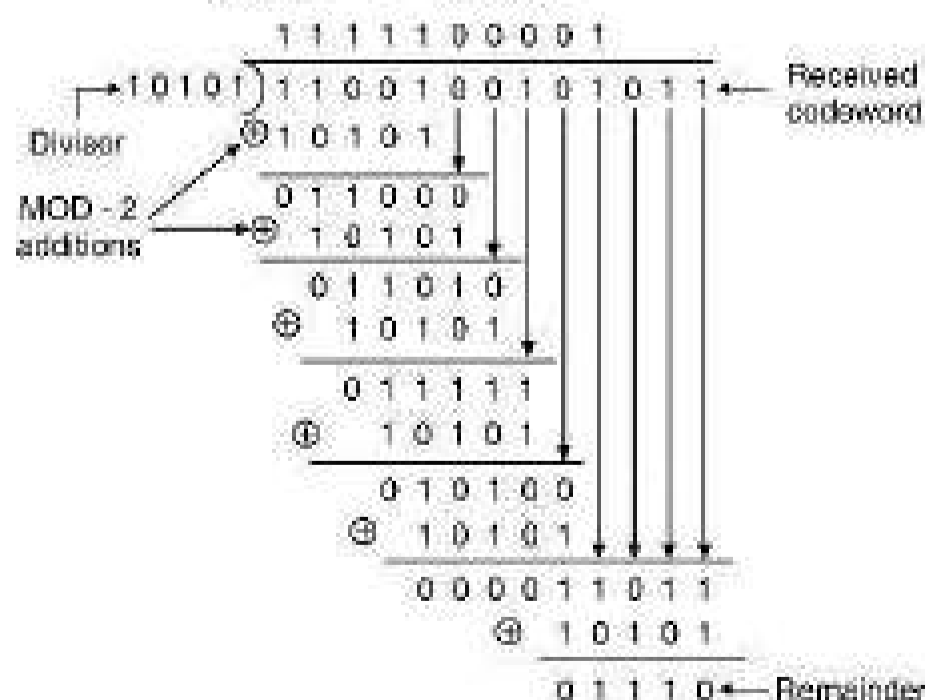 1 1 1 1 1 0 0 0 0 1
1 0 1 0 1 ) 1 1 0 0 1 0 0 1 0 1 0 1 1
Received codeword
Divisor
⊕ 1 0 1 0 1
MOD - 2 additions
0 1 1 0 0 0
⊕ 1 0 1 0 1
0 1 1 0 1 0
⊕ 1 0 1 0 1
0 1 1 1 1 1
⊕ 1 0 1 0 1
0 1 0 1 0 0
⊕ 1 0 1 0 1
0 0 0 0 1 1 0 1 1
⊕ 1 0 1 0 1
0 1 1 1 0
Remainder